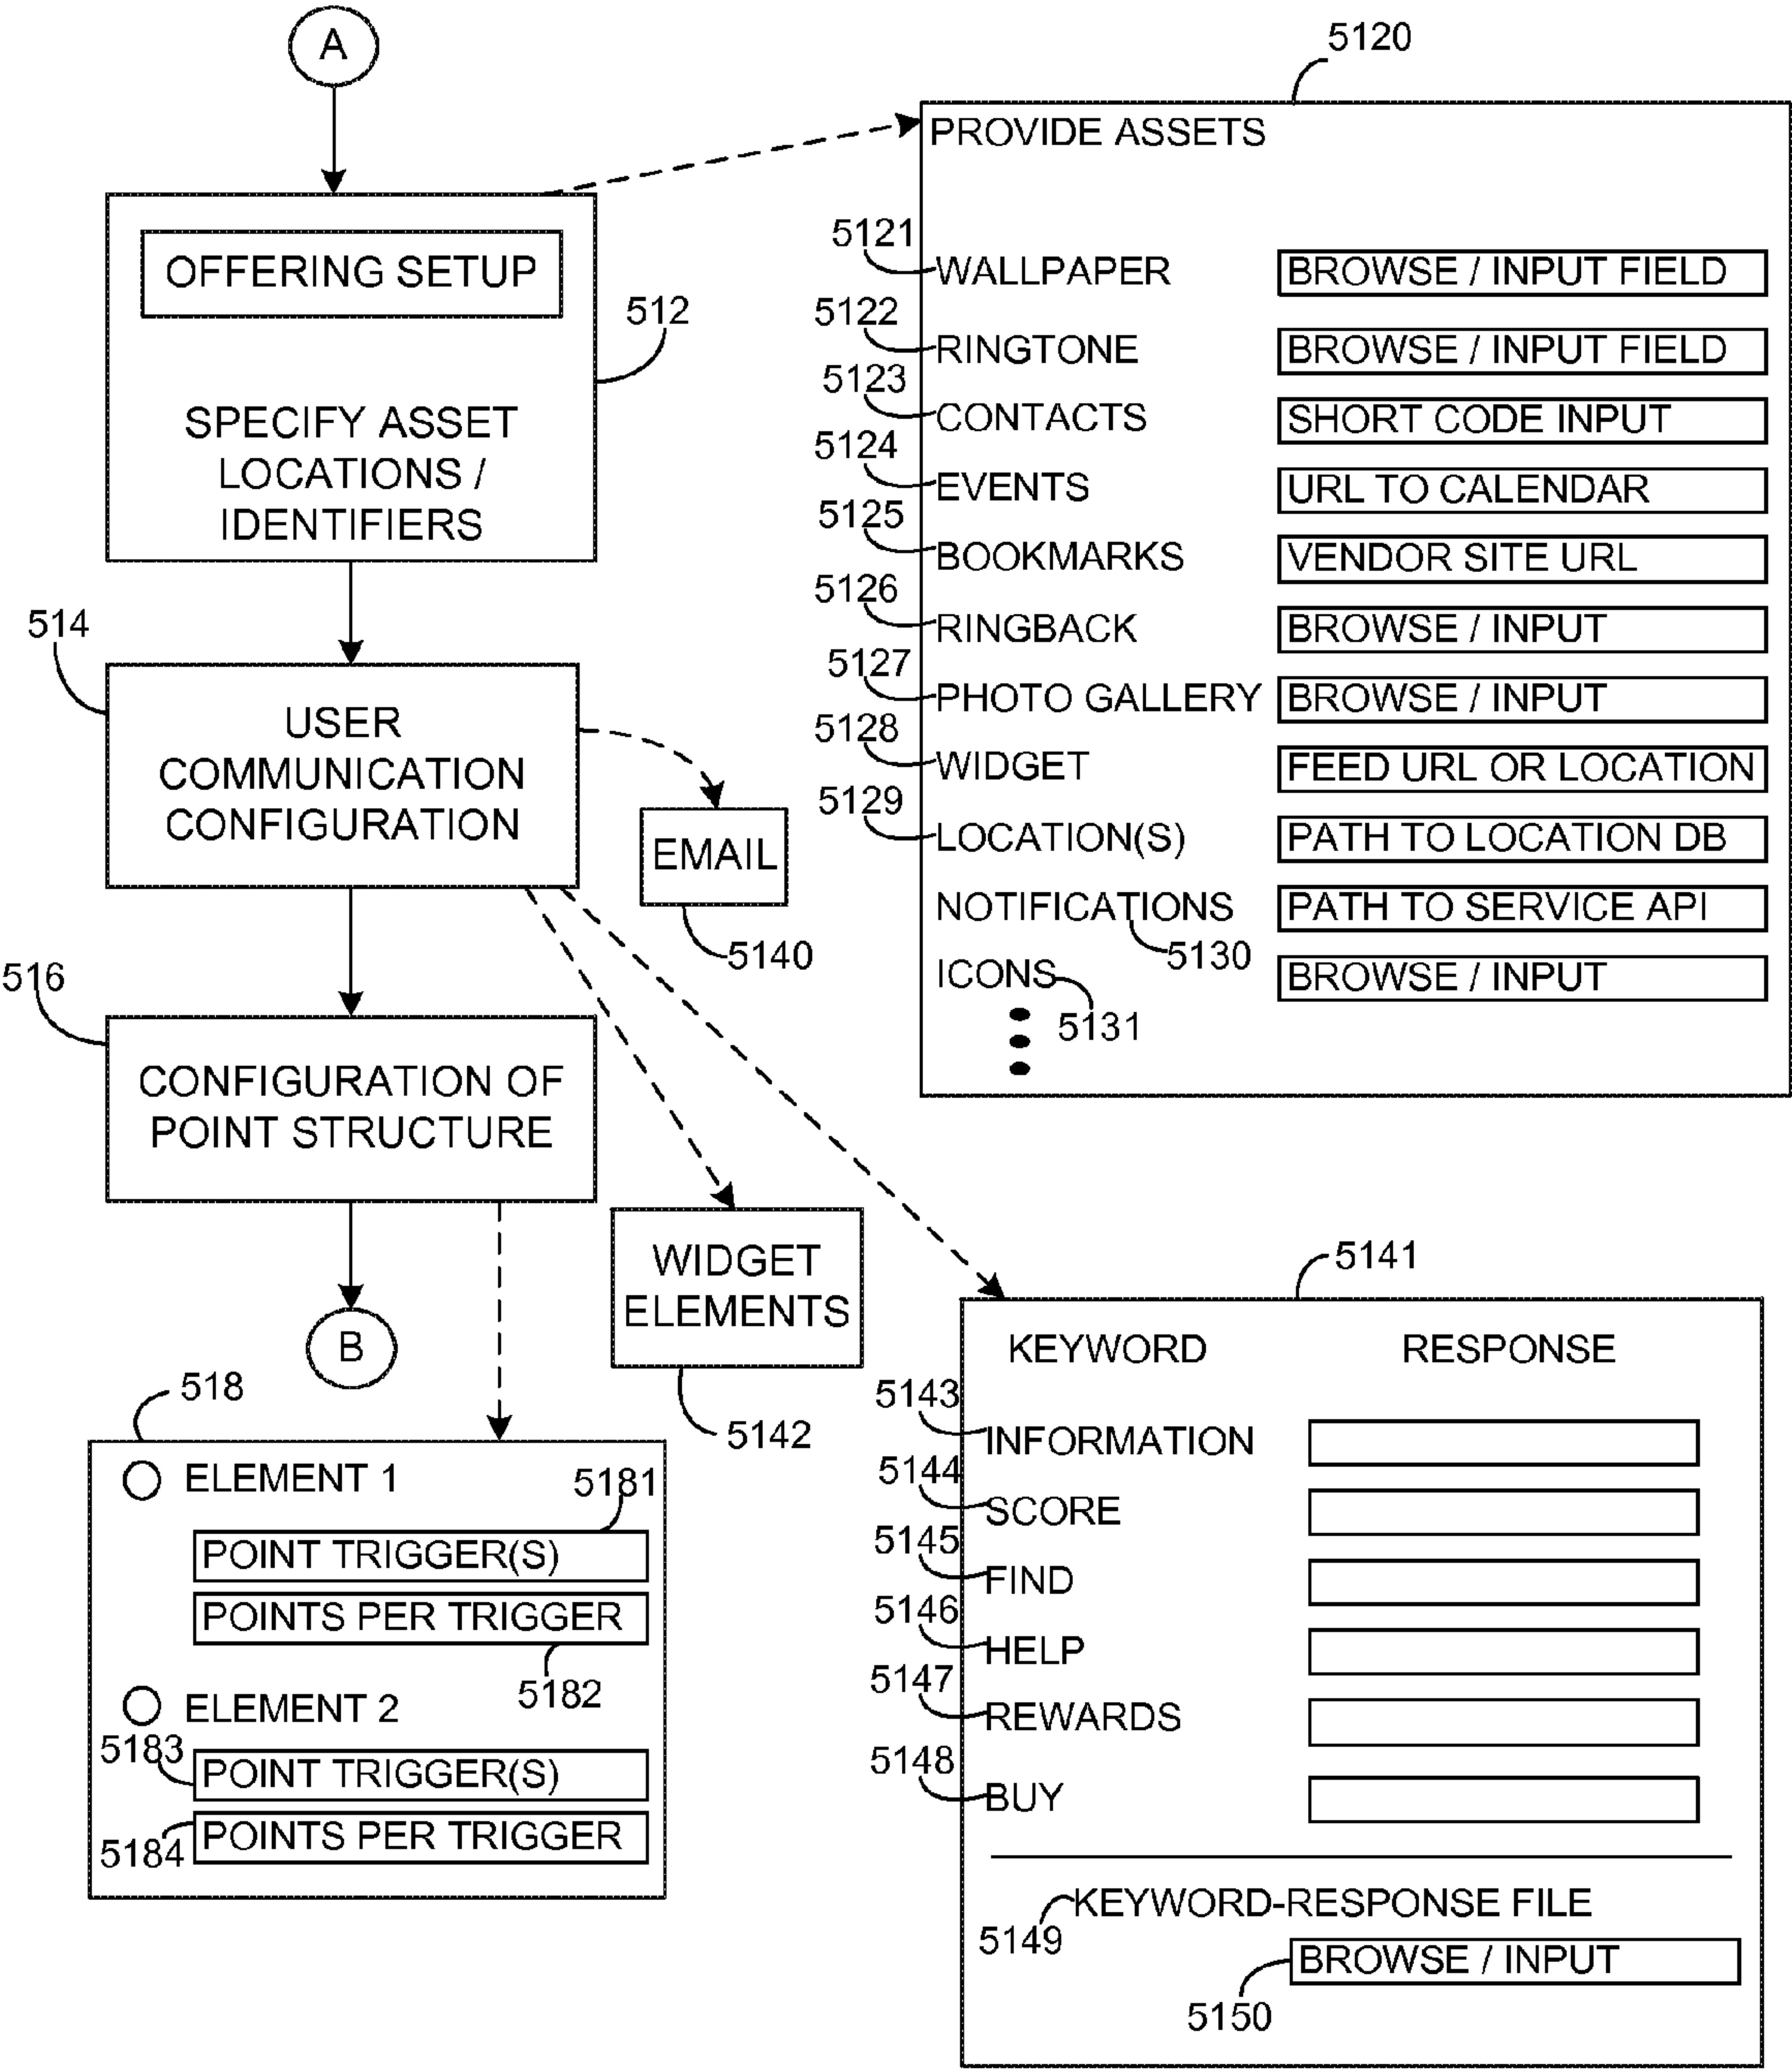 A
OFFERING SETUP
512
SPECIFY ASSET
LOCATIONS /
IDENTIFIERS
514
USER
COMMUNICATION
CONFIGURATION
EMAIL
5140
516
CONFIGURATION OF
POINT STRUCTURE
B
WIDGET
ELEMENTS
5142
518
ELEMENT 1
5181
POINT TRIGGER(S)
POINTS PER TRIGGER
5182
ELEMENT 2
5183
POINT TRIGGER(S)
POINTS PER TRIGGER
5184
5120
PROVIDE ASSETS
5121
WALLPAPER BROWSE / INPUT FIELD
5122
RINGTONE BROWSE / INPUT FIELD
5123
CONTACTS SHORT CODE INPUT
5124
EVENTS URL TO CALENDAR
5125
BOOKMARKS VENDOR SITE URL
5126
RINGBACK BROWSE / INPUT
5127
PHOTO GALLERY BROWSE / INPUT
5128
WIDGET FEED URL OR LOCATION
5129
LOCATION(S) PATH TO LOCATION DB
NOTIFICATIONS PATH TO SERVICE API
5130
ICONS BROWSE / INPUT
5131
5141
KEYWORD RESPONSE
5143
INFORMATION
5144
SCORE
5145
FIND
5146
HELP
5147
REWARDS
5148
BUY
KEYWORD-RESPONSE FILE
5149
BROWSE / INPUT
5150